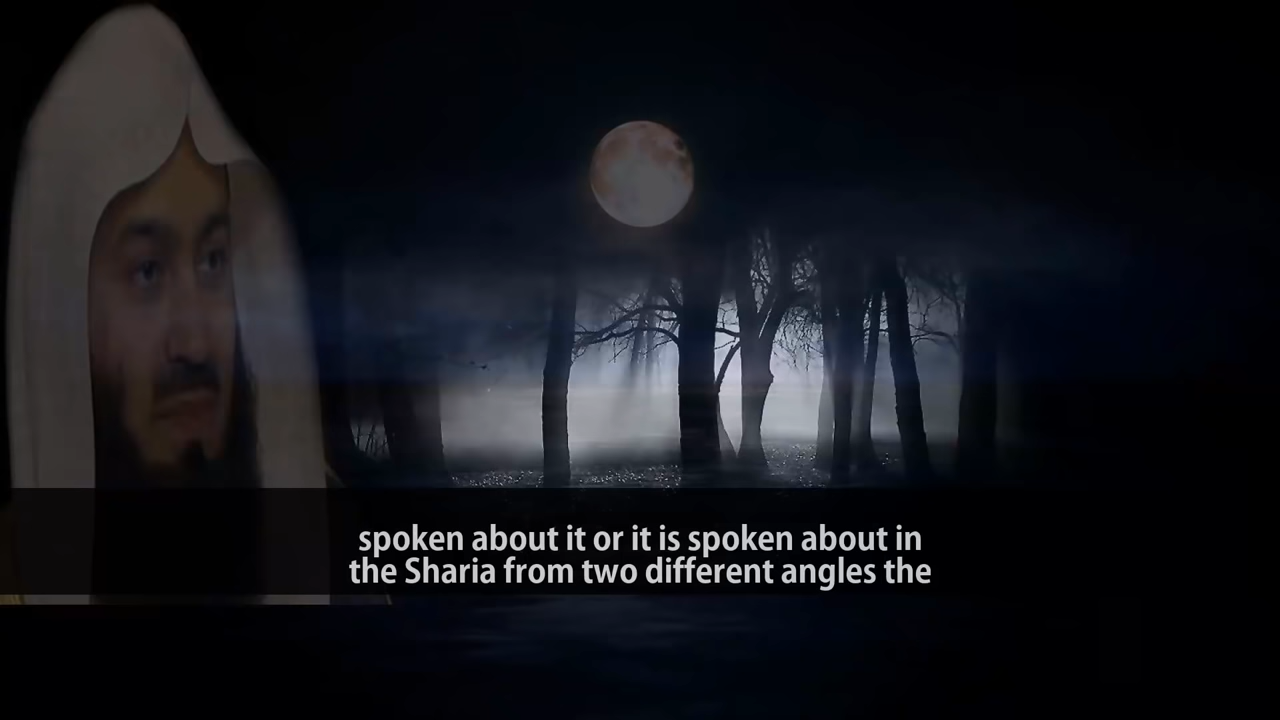 spoken about it or it is spoken about in
the Sharia from two different angles the